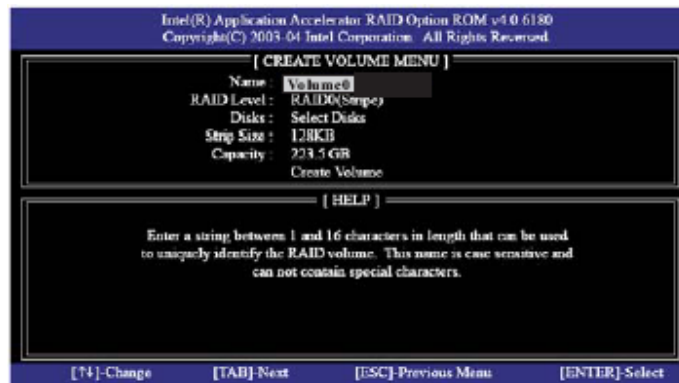 Intel(R) Application Accelerator RAID Option ROM v4.0.6180
Copyright(C) 2003-04 Intel Corporation. All Rights Reversed.
[ CREATE VOLUME MENU ]
Name : Volume0
RAID Level : RAID0(Stripe)
Disks : Select Disks
Strip Size : 128KB
Capacity : 223.5 GB
Create Volume
[ HELP ]
Enter a string between 1 and 16 characters in length that can be used
to uniquely identify the RAID volume. This name is case sensitive and
can not contain special characters.
[↑↓]-Change [TAB]-Next [ESC]-Previous Menu [ENTER]-Select